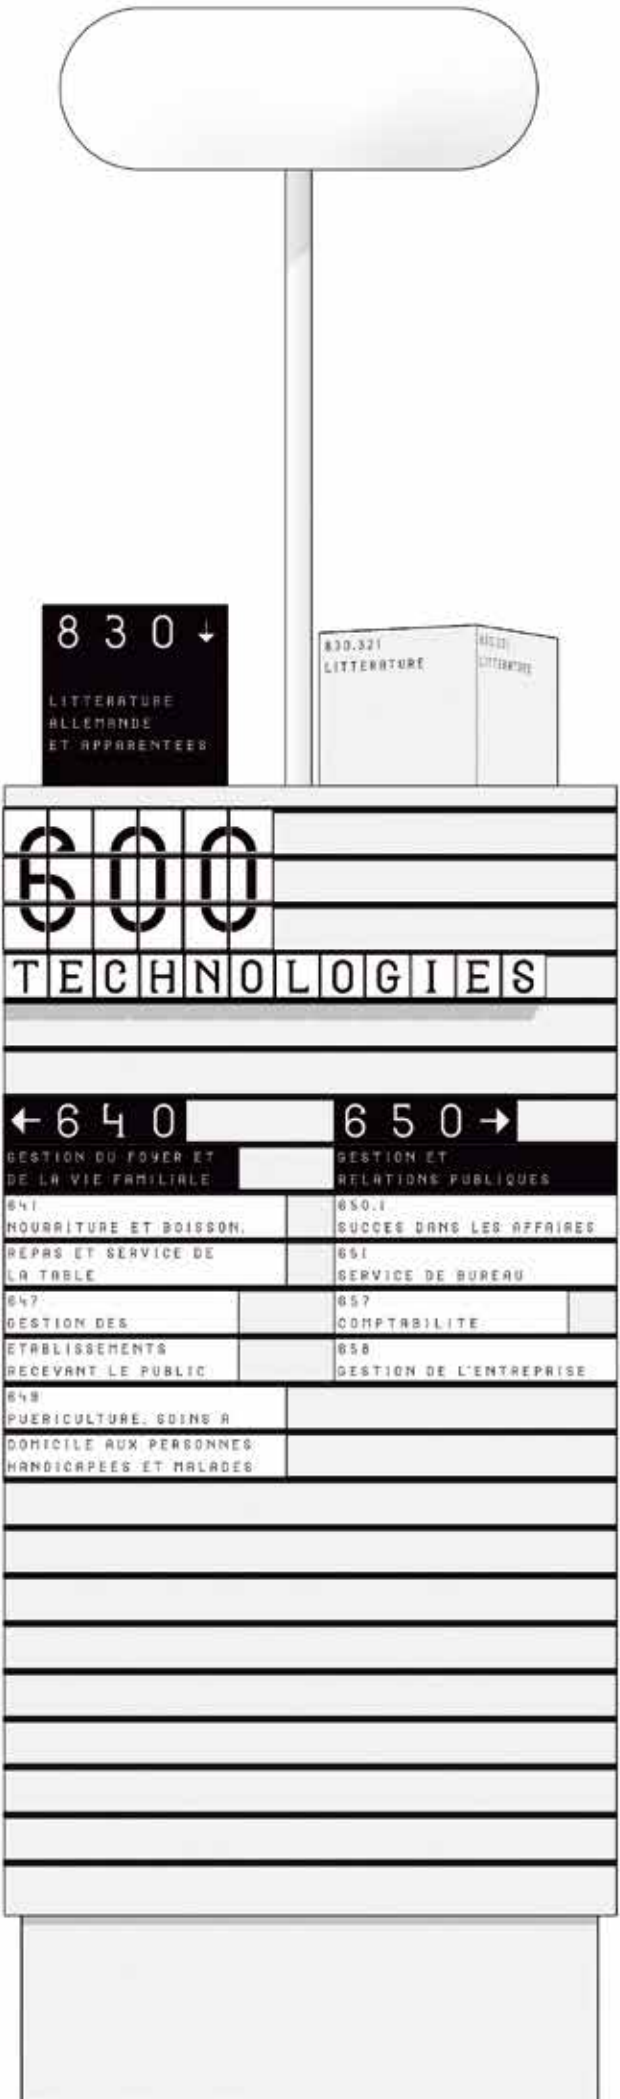 830↓
LITTERATURE
ALLEMANDE
ET APPARENTEES
830.321
LITTERATURE
LITTERATURE
600
TECHNOLOGIES
←640
GESTION DU FOYER ET
DE LA VIE FAMILIALE
641
NOURRITURE ET BOISSON.
REPAS ET SERVICE DE
LA TABLE
647
GESTION DES
ETABLISSEMENTS
RECEVANT LE PUBLIC
649
PUERICULTURE. SOINS A
DOMICILE AUX PERSONNES
HANDICAPEES ET MALADES
650→
GESTION ET
RELATIONS PUBLIQUES
650.1
SUCCES DANS LES AFFAIRES
651
SERVICE DE BUREAU
657
COMPTABILITE
658
GESTION DE L'ENTREPRISE